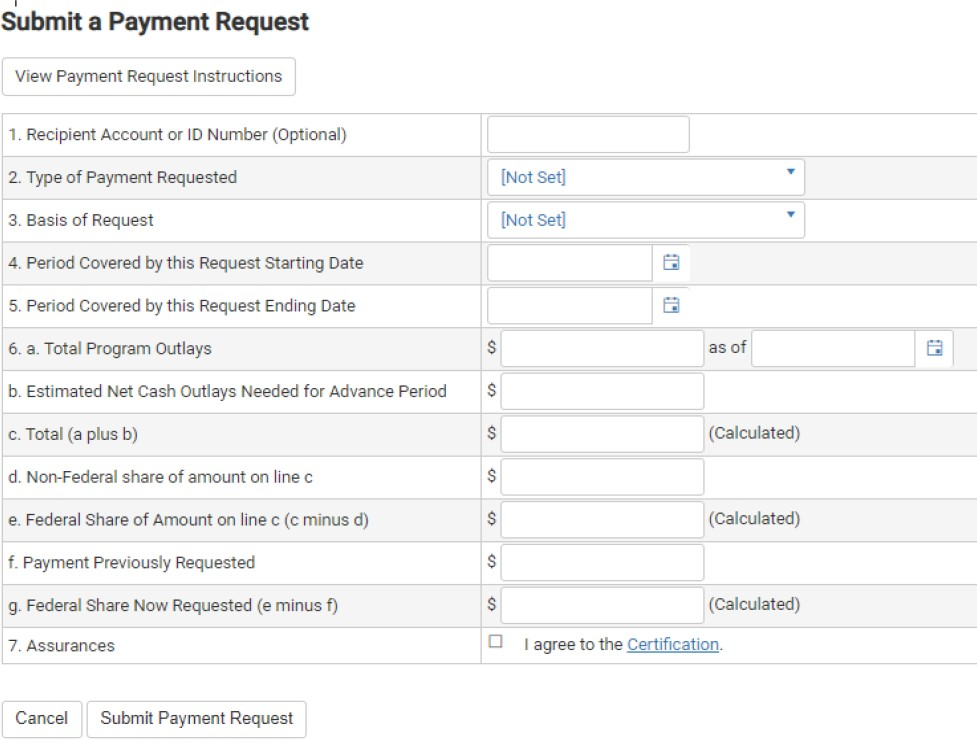 Submit a Payment Request
View Payment Request Instructions
1. Recipient Account or ID Number (Optional)
2. Type of Payment Requested [Not Set]
3. Basis of Request [Not Set]
4. Period Covered by this Request Starting Date
5. Period Covered by this Request Ending Date
6. a. Total Program Outlays $ as of
b. Estimated Net Cash Outlays Needed for Advance Period $
c. Total (a plus b) $ (Calculated)
d. Non-Federal share of amount on line c $
e. Federal Share of Amount on line c (c minus d) $ (Calculated)
f. Payment Previously Requested $
g. Federal Share Now Requested (e minus f) $ (Calculated)
7. Assurances I agree to the Certification.
Cancel Submit Payment Request